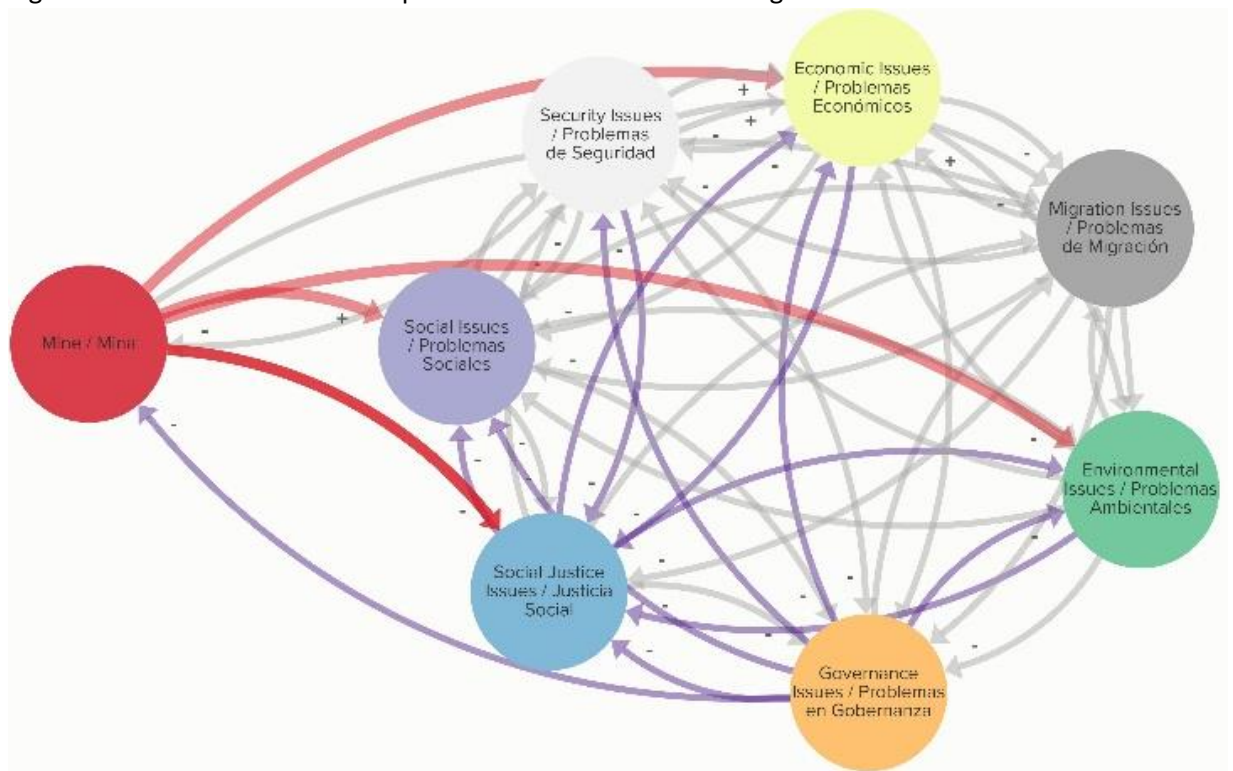 Economic Issues
/ Problemas
Económicos
Security Issues
/ Problemas
de Seguridad
Migration Issues
/ Problemas
de Migración
Mine / Mina
Social Issues
/ Problemas
Sociales
Environmental
Issues / Problemas
Ambientales
Social Justice
Issues / Justicia
Social
Governance
Issues / Problemas
en Gobernanza